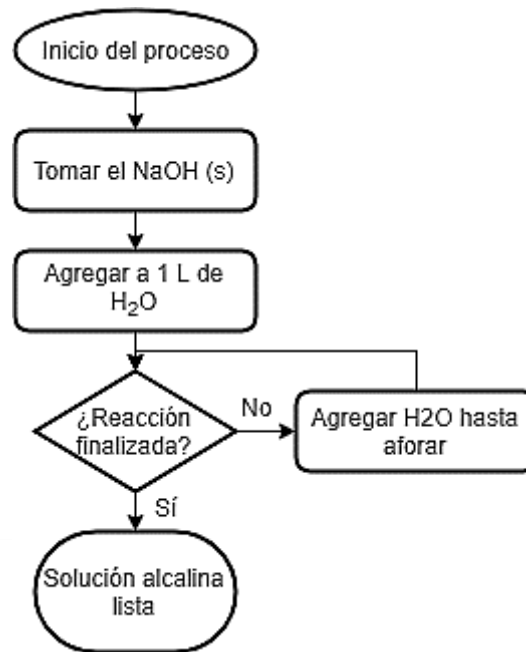 Inicio del proceso
Tomar el NaOH (s)
Agregar a 1 L de
H₂O
¿Reacción
finalizada?
No
Agregar H2O hasta
aforar
Sí
Solución alcalina
lista